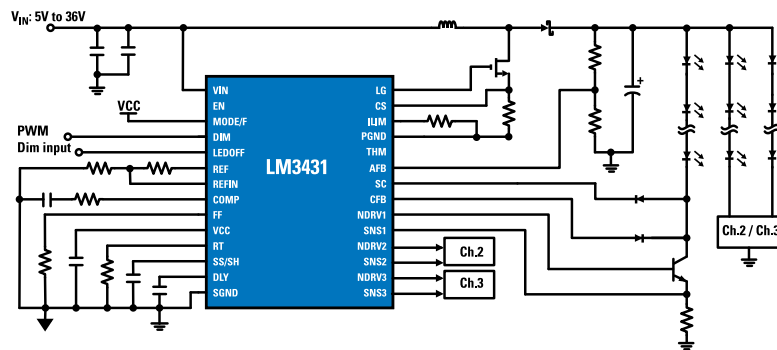 VIN: 5V to 36V
VCC
PWM
Dim input
VIN
EN
MODE/F
DIM
LEDOFF
REF
REFIN
COMP
FF
VCC
RT
SS/SH
DLY
SGND
LM3431
LG
CS
ILIM
PGND
THM
AFB
SC
CFB
NDRV1
SNS1
NDRV2
SNS2
NDRV3
SNS3
Ch.2
Ch.3
+
Ch.2 / Ch.3